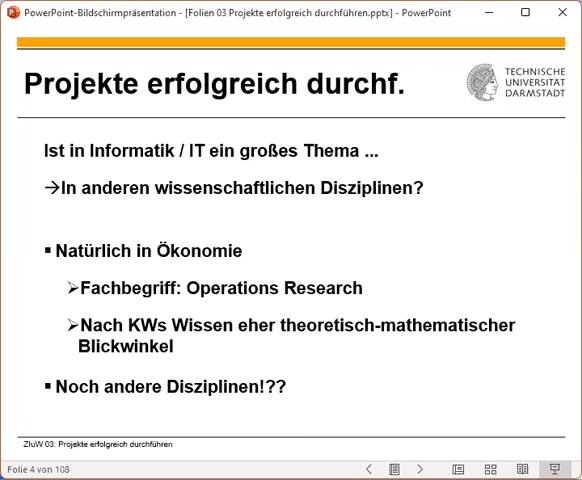 PowerPoint-Bildschirmpräsentation - [Folien 03 Projekte erfolgreich durchführen.pptx] - PowerPoint
Projekte erfolgreich durchf.
TECHNISCHE
UNIVERSITÄT
DARMSTADT
Ist in Informatik / IT ein großes Thema ...
→In anderen wissenschaftlichen Disziplinen?
▪ Natürlich in Ökonomie
➢Fachbegriff: Operations Research
➢Nach KWs Wissen eher theoretisch-mathematischer
Blickwinkel
▪ Noch andere Disziplinen!??
ZIuW 03: Projekte erfolgreich durchführen
Folie 4 von 108